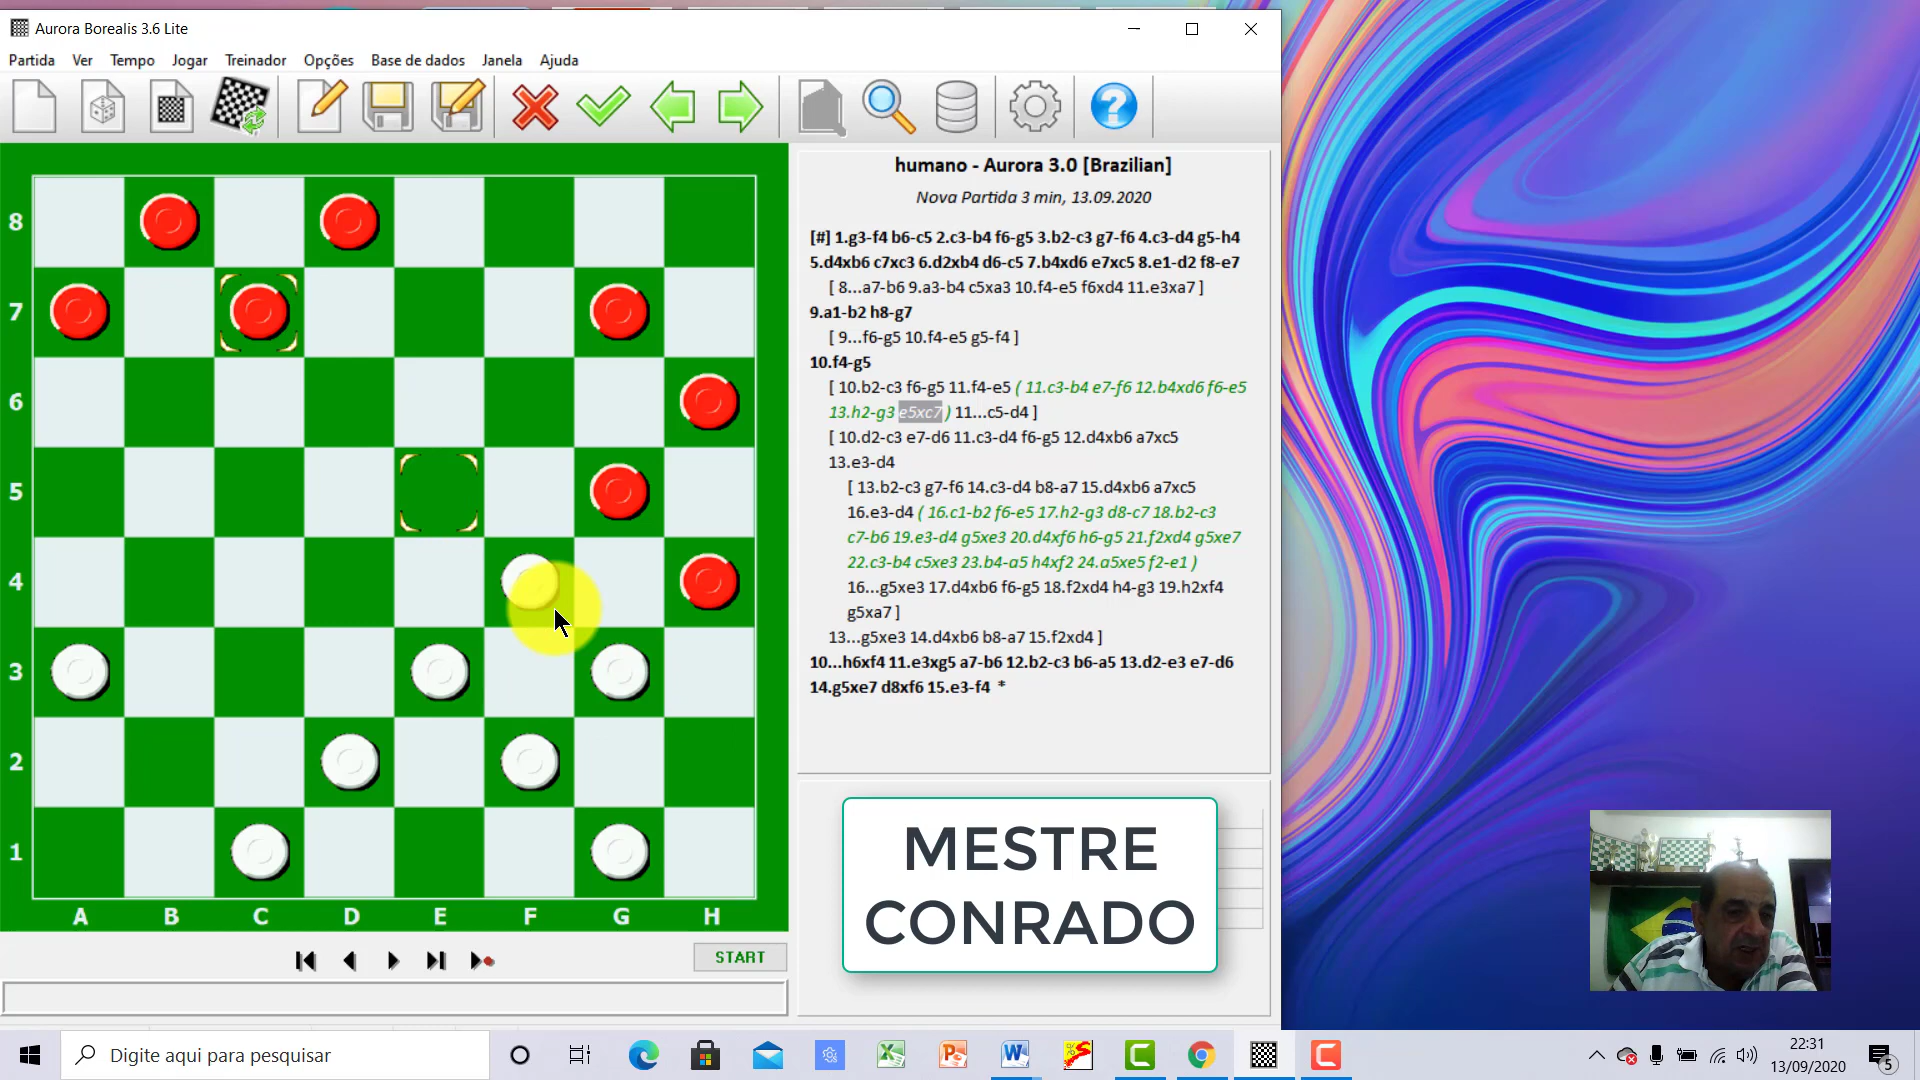 Aurora Borealis 3.6 Lite
Partida Ver Tempo Jogar Treinador Opções Base de dados Janela Ajuda
humano - Aurora 3.0 [Brazilian]
Nova Partida 3 min, 13.09.2020
[#] 1.g3-f4 b6-c5 2.c3-b4 f6-g5 3.b2-c3 g7-f6 4.c3-d4 g5-h4
5.d4xb6 c7xc3 6.d2xb4 d6-c5 7.b4xd6 e7xc5 8.e1-d2 f8-e7
[ 8...a7-b6 9.a3-b4 c5xa3 10.f4-e5 f6xd4 11.e3xa7 ]
9.a1-b2 h8-g7
[ 9...f6-g5 10.f4-e5 g5-f4 ]
10.f4-g5
[ 10.b2-c3 f6-g5 11.f4-e5 ( 11.c3-b4 e7-f6 12.b4xd6 f6-e5
13.h2-g3 e5xc7 ) 11...c5-d4 ]
[ 10.d2-c3 e7-d6 11.c3-d4 f6-g5 12.d4xb6 a7xc5
13.e3-d4
[ 13.b2-c3 g7-f6 14.c3-d4 b8-a7 15.d4xb6 a7xc5
16.e3-d4 ( 16.c1-b2 f6-e5 17.h2-g3 d8-c7 18.b2-c3
c7-b6 19.e3-d4 g5xe3 20.d4xf6 h6-g5 21.f2xd4 g5xe7
22.c3-b4 c5xe3 23.b4-a5 h4xf2 24.a5xe5 f2-e1 )
16...g5xe3 17.d4xb6 f6-g5 18.f2xd4 h4-g3 19.h2xf4
g5xa7 ]
13...g5xe3 14.d4xb6 b8-a7 15.f2xd4 ]
10...h6xf4 11.e3xg5 a7-b6 12.b2-c3 b6-a5 13.d2-e3 e7-d6
14.g5xe7 d8xf6 15.e3-f4 *
8
7
6
5
4
3
2
1
A B C D E F G H
START
MESTRE
CONRADO
Digite aqui para pesquisar
22:31
13/09/2020
5